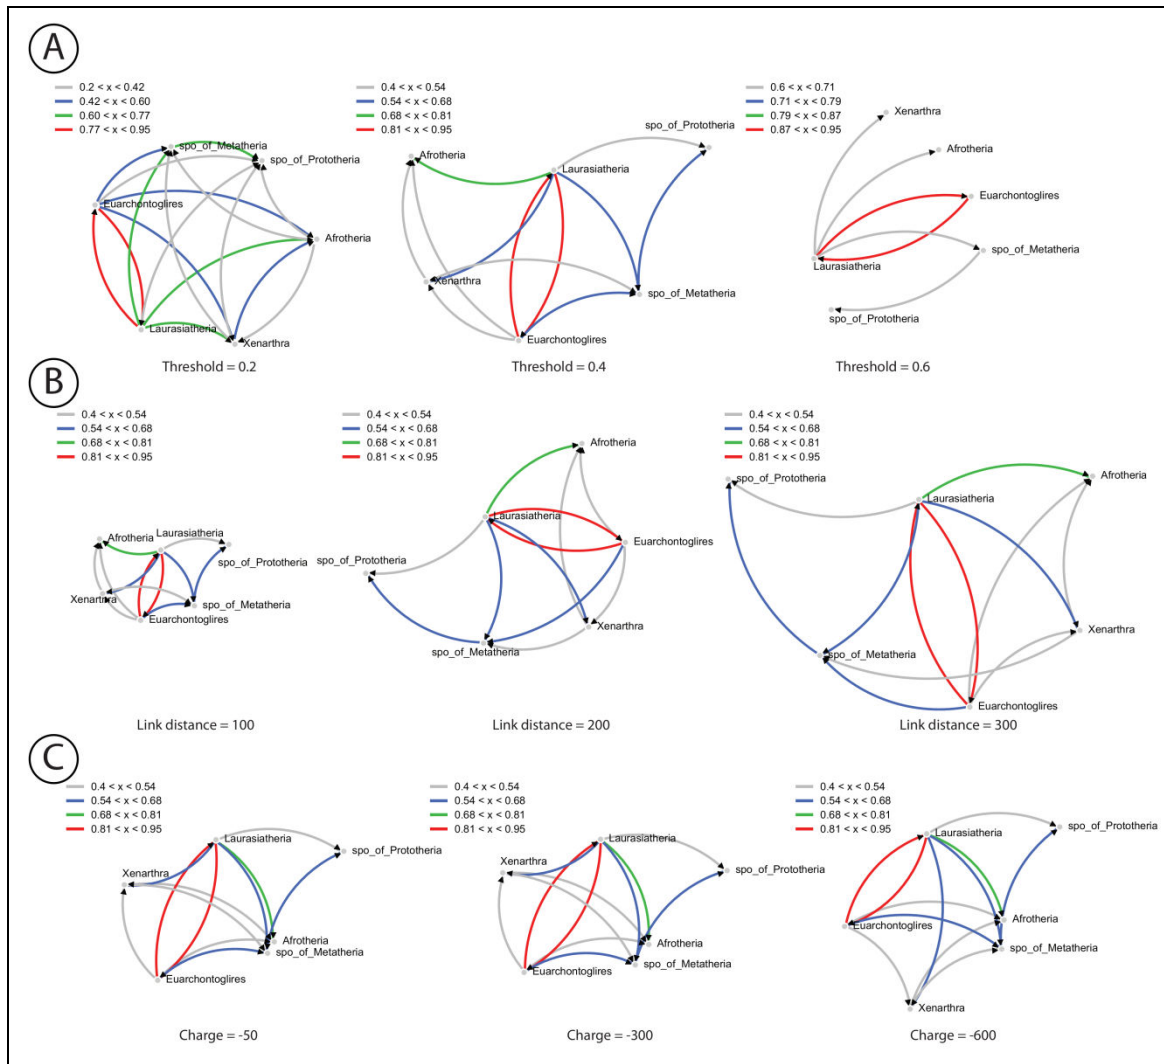 A
0.2 < x < 0.42
0.42 < x < 0.60
0.60 < x < 0.77
0.77 < x < 0.95
spo_of_Metatheria
spo_of_Prototheria
Euarchontoglires
Afrotheria
Laurasiatheria
Xenarthra
Threshold = 0.2
0.4 < x < 0.54
0.54 < x < 0.68
0.68 < x < 0.81
0.81 < x < 0.95
spo_of_Prototheria
Afrotheria
Laurasiatheria
Xenarthra
spo_of_Metatheria
Euarchontoglires
Threshold = 0.4
0.6 < x < 0.71
0.71 < x < 0.79
0.79 < x < 0.87
0.87 < x < 0.95
Xenarthra
Afrotheria
Euarchontoglires
spo_of_Metatheria
Laurasiatheria
spo_of_Prototheria
Threshold = 0.6
B
0.4 < x < 0.54
0.54 < x < 0.68
0.68 < x < 0.81
0.81 < x < 0.95
Laurasiatheria
Afrotheria
spo_of_Prototheria
Xenarthra
spo_of_Metatheria
Euarchontoglires
Link distance = 100
0.4 < x < 0.54
0.54 < x < 0.68
0.68 < x < 0.81
0.81 < x < 0.95
Afrotheria
Laurasiatheria
Euarchontoglires
spo_of_Prototheria
Xenarthra
spo_of_Metatheria
Link distance = 200
0.4 < x < 0.54
0.54 < x < 0.68
0.68 < x < 0.81
0.81 < x < 0.95
spo_of_Prototheria
Afrotheria
Laurasiatheria
Xenarthra
spo_of_Metatheria
Euarchontoglires
Link distance = 300
C
0.4 < x < 0.54
0.54 < x < 0.68
0.68 < x < 0.81
0.81 < x < 0.95
Laurasiatheria
spo_of_Prototheria
Xenarthra
Afrotheria
spo_of_Metatheria
Euarchontoglires
Charge = -50
0.4 < x < 0.54
0.54 < x < 0.68
0.68 < x < 0.81
0.81 < x < 0.95
Laurasiatheria
Xenarthra
spo_of_Prototheria
Afrotheria
spo_of_Metatheria
Euarchontoglires
Charge = -300
0.4 < x < 0.54
0.54 < x < 0.68
0.68 < x < 0.81
0.81 < x < 0.95
spo_of_Prototheria
Laurasiatheria
Afrotheria
Euarchontoglires
spo_of_Metatheria
Xenarthra
Charge = -600